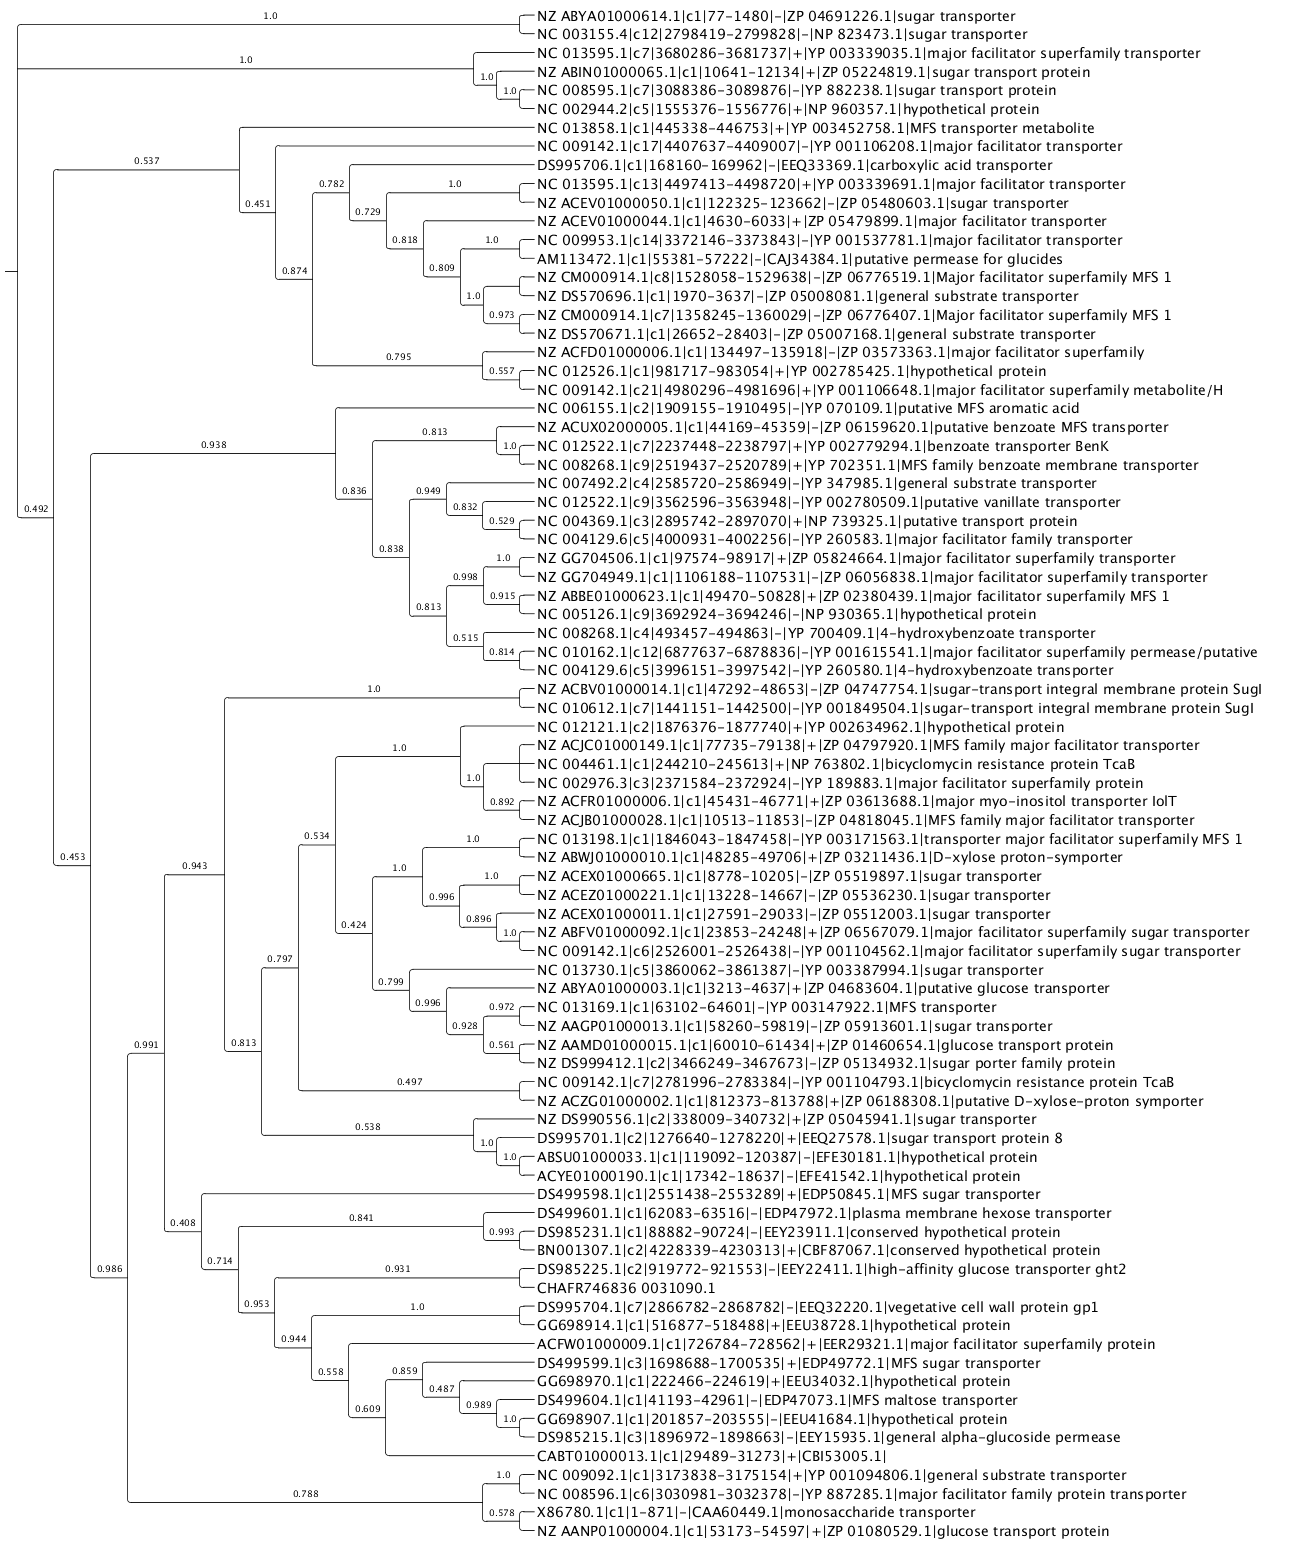 1.0
NZ ABYA01000614.1|c1|77-1480|-|ZP 04691226.1|sugar transporter
NC 003155.4|c12|2798419-2799828|-|NP 823473.1|sugar transporter
1.0
NC 013595.1|c7|3680286-3681737|+|YP 003339035.1|major facilitator superfamily transporter
1.0
NZ ABIN01000065.1|c1|10641-12134|+|ZP 05224819.1|sugar transport protein
1.0
NC 008595.1|c7|3088386-3089876|-|YP 882238.1|sugar transport protein
NC 002944.2|c5|1555376-1556776|+|NP 960357.1|hypothetical protein
0.537
NC 013858.1|c1|445338-446753|+|YP 003452758.1|MFS transporter metabolite
0.451
NC 009142.1|c17|4407637-4409007|-|YP 001106208.1|major facilitator transporter
0.782
DS995706.1|c1|168160-169962|-|EEQ33369.1|carboxylic acid transporter
0.729
1.0
NC 013595.1|c13|4497413-4498720|+|YP 003339691.1|major facilitator transporter
NZ ACEV01000050.1|c1|122325-123662|-|ZP 05480603.1|sugar transporter
0.818
NZ ACEV01000044.1|c1|4630-6033|+|ZP 05479899.1|major facilitator transporter
0.809
1.0
NC 009953.1|c14|3372146-3373843|-|YP 001537781.1|major facilitator transporter
AM113472.1|c1|55381-57222|-|CAJ34384.1|putative permease for glucides
0.874
1.0
NZ CM000914.1|c8|1528058-1529638|-|ZP 06776519.1|Major facilitator superfamily MFS 1
NZ DS570696.1|c1|1970-3637|-|ZP 05008081.1|general substrate transporter
0.973
NZ CM000914.1|c7|1358245-1360029|-|ZP 06776407.1|Major facilitator superfamily MFS 1
NZ DS570671.1|c1|26652-28403|-|ZP 05007168.1|general substrate transporter
0.795
NZ ACFD01000006.1|c1|134497-135918|-|ZP 03573363.1|major facilitator superfamily
0.557
NC 012526.1|c1|981717-983054|+|YP 002785425.1|hypothetical protein
NC 009142.1|c21|4980296-4981696|+|YP 001106648.1|major facilitator superfamily metabolite/H
0.492
0.938
NC 006155.1|c2|1909155-1910495|-|YP 070109.1|putative MFS aromatic acid
0.836
0.813
NZ ACUX02000005.1|c1|44169-45359|-|ZP 06159620.1|putative benzoate MFS transporter
1.0
NC 012522.1|c7|2237448-2238797|+|YP 002779294.1|benzoate transporter BenK
NC 008268.1|c9|2519437-2520789|+|YP 702351.1|MFS family benzoate membrane transporter
0.838
0.949
NC 007492.2|c4|2585720-2586949|-|YP 347985.1|general substrate transporter
0.832
NC 012522.1|c9|3562596-3563948|-|YP 002780509.1|putative vanillate transporter
0.529
NC 004369.1|c3|2895742-2897070|+|NP 739325.1|putative transport protein
NC 004129.6|c5|4000931-4002256|-|YP 260583.1|major facilitator family transporter
0.813
0.998
1.0
NZ GG704506.1|c1|97574-98917|+|ZP 05824664.1|major facilitator superfamily transporter
NZ GG704949.1|c1|1106188-1107531|-|ZP 06056838.1|major facilitator superfamily transporter
0.915
NZ ABBE01000623.1|c1|49470-50828|+|ZP 02380439.1|major facilitator superfamily MFS 1
NC 005126.1|c9|3692924-3694246|-|NP 930365.1|hypothetical protein
0.515
NC 008268.1|c4|493457-494863|-|YP 700409.1|4-hydroxybenzoate transporter
0.814
NC 010162.1|c12|6877637-6878836|-|YP 001615541.1|major facilitator superfamily permease/putative
NC 004129.6|c5|3996151-3997542|-|YP 260580.1|4-hydroxybenzoate transporter
0.453
1.0
NZ ACBV01000014.1|c1|47292-48653|-|ZP 04747754.1|sugar-transport integral membrane protein SugI
NC 010612.1|c7|1441151-1442500|-|YP 001849504.1|sugar-transport integral membrane protein SugI
0.943
0.534
1.0
NC 012121.1|c2|1876376-1877740|+|YP 002634962.1|hypothetical protein
1.0
NZ ACJC01000149.1|c1|77735-79138|+|ZP 04797920.1|MFS family major facilitator transporter
NC 004461.1|c1|244210-245613|+|NP 763802.1|bicyclomycin resistance protein TcaB
NC 002976.3|c3|2371584-2372924|-|YP 189883.1|major facilitator superfamily protein
0.892
NZ ACFR01000006.1|c1|45431-46771|+|ZP 03613688.1|major myo-inositol transporter IolT
NZ ACJB01000028.1|c1|10513-11853|-|ZP 04818045.1|MFS family major facilitator transporter
0.424
1.0
1.0
NC 013198.1|c1|1846043-1847458|-|YP 003171563.1|transporter major facilitator superfamily MFS 1
NZ ABWJ01000010.1|c1|48285-49706|+|ZP 03211436.1|D-xylose proton-symporter
0.996
1.0
NZ ACEX01000665.1|c1|8778-10205|-|ZP 05519897.1|sugar transporter
NZ ACEZ01000221.1|c1|13228-14667|-|ZP 05536230.1|sugar transporter
0.896
NZ ACEX01000011.1|c1|27591-29033|-|ZP 05512003.1|sugar transporter
1.0
NZ ABFV01000092.1|c1|23853-24248|+|ZP 06567079.1|major facilitator superfamily sugar transporter
NC 009142.1|c6|2526001-2526438|-|YP 001104562.1|major facilitator superfamily sugar transporter
0.797
0.799
NC 013730.1|c5|3860062-3861387|-|YP 003387994.1|sugar transporter
0.996
NZ ABYA01000003.1|c1|3213-4637|+|ZP 04683604.1|putative glucose transporter
0.928
0.972
NC 013169.1|c1|63102-64601|-|YP 003147922.1|MFS transporter
NZ AAGP01000013.1|c1|58260-59819|-|ZP 05913601.1|sugar transporter
0.561
NZ AAMD01000015.1|c1|60010-61434|+|ZP 01460654.1|glucose transport protein
NZ DS999412.1|c2|3466249-3467673|-|ZP 05134932.1|sugar porter family protein
0.991
0.813
0.497
NC 009142.1|c7|2781996-2783384|-|YP 001104793.1|bicyclomycin resistance protein TcaB
NZ ACZG01000002.1|c1|812373-813788|+|ZP 06188308.1|putative D-xylose-proton symporter
0.538
NZ DS990556.1|c2|338009-340732|+|ZP 05045941.1|sugar transporter
1.0
DS995701.1|c2|1276640-1278220|+|EEQ27578.1|sugar transport protein 8
1.0
ABSU01000033.1|c1|119092-120387|-|EFE30181.1|hypothetical protein
ACYE01000190.1|c1|17342-18637|-|EFE41542.1|hypothetical protein
0.408
DS499598.1|c1|2551438-2553289|+|EDP50845.1|MFS sugar transporter
0.714
0.841
DS499601.1|c1|62083-63516|-|EDP47972.1|plasma membrane hexose transporter
0.993
DS985231.1|c1|88882-90724|-|EEY23911.1|conserved hypothetical protein
BN001307.1|c2|4228339-4230313|+|CBF87067.1|conserved hypothetical protein
0.986
0.953
0.931
DS985225.1|c2|919772-921553|-|EEY22411.1|high-affinity glucose transporter ght2
CHAFR746836 0031090.1
0.944
1.0
DS995704.1|c7|2866782-2868782|-|EEQ32220.1|vegetative cell wall protein gp1
GG698914.1|c1|516877-518488|+|EEU38728.1|hypothetical protein
0.558
ACFW01000009.1|c1|726784-728562|+|EER29321.1|major facilitator superfamily protein
0.609
0.859
DS499599.1|c3|1698688-1700535|+|EDP49772.1|MFS sugar transporter
0.487
GG698970.1|c1|222466-224619|+|EEU34032.1|hypothetical protein
0.989
DS499604.1|c1|41193-42961|-|EDP47073.1|MFS maltose transporter
1.0
GG698907.1|c1|201857-203555|-|EEU41684.1|hypothetical protein
DS985215.1|c3|1896972-1898663|-|EEY15935.1|general alpha-glucoside permease
CABT01000013.1|c1|29489-31273|+|CBI53005.1|
0.788
1.0
NC 009092.1|c1|3173838-3175154|+|YP 001094806.1|general substrate transporter
NC 008596.1|c6|3030981-3032378|-|YP 887285.1|major facilitator family protein transporter
0.578
X86780.1|c1|1-871|-|CAA60449.1|monosaccharide transporter
NZ AANP01000004.1|c1|53173-54597|+|ZP 01080529.1|glucose transport protein